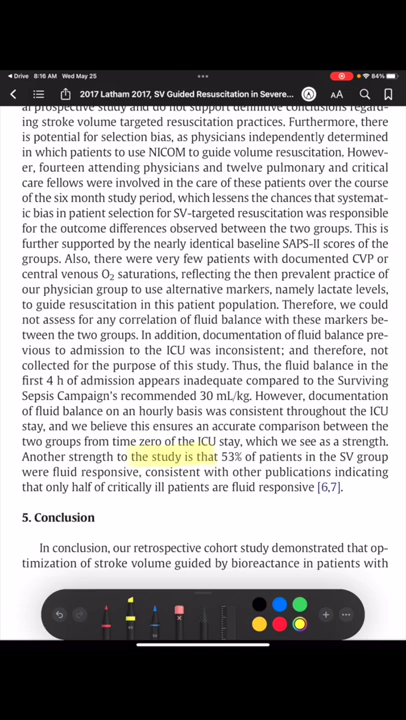 Drive 8:16 AM Wed May 25
84%
2017 Latham 2017, SV Guided Resuscitation in Severe...
AA
al prospective study and do not support definitive conclusions regard-
ing stroke volume targeted resuscitation practices. Furthermore, there
is potential for selection bias, as physicians independently determined
in which patients to use NICOM to guide volume resuscitation. Howev-
er, fourteen attending physicians and twelve pulmonary and critical
care fellows were involved in the care of these patients over the course
of the six month study period, which lessens the chances that systemat-
ic bias in patient selection for SV-targeted resuscitation was responsible
for the outcome differences observed between the two groups. This is
further supported by the nearly identical baseline SAPS-II scores of the
groups. Also, there were very few patients with documented CVP or
central venous O₂ saturations, reflecting the then prevalent practice of
our physician group to use alternative markers, namely lactate levels,
to guide resuscitation in this patient population. Therefore, we could
not assess for any correlation of fluid balance with these markers be-
tween the two groups. In addition, documentation of fluid balance pre-
vious to admission to the ICU was inconsistent; and therefore, not
collected for the purpose of this study. Thus, the fluid balance in the
first 4 h of admission appears inadequate compared to the Surviving
Sepsis Campaign's recommended 30 mL/kg. However, documentation
of fluid balance on an hourly basis was consistent throughout the ICU
stay, and we believe this ensures an accurate comparison between the
two groups from time zero of the ICU stay, which we see as a strength.
Another strength to the study is that 53% of patients in the SV group
were fluid responsive, consistent with other publications indicating
that only half of critically ill patients are fluid responsive [6,7].
5. Conclusion
In conclusion, our retrospective cohort study demonstrated that op-
timization of stroke volume guided by bioreactance in patients with